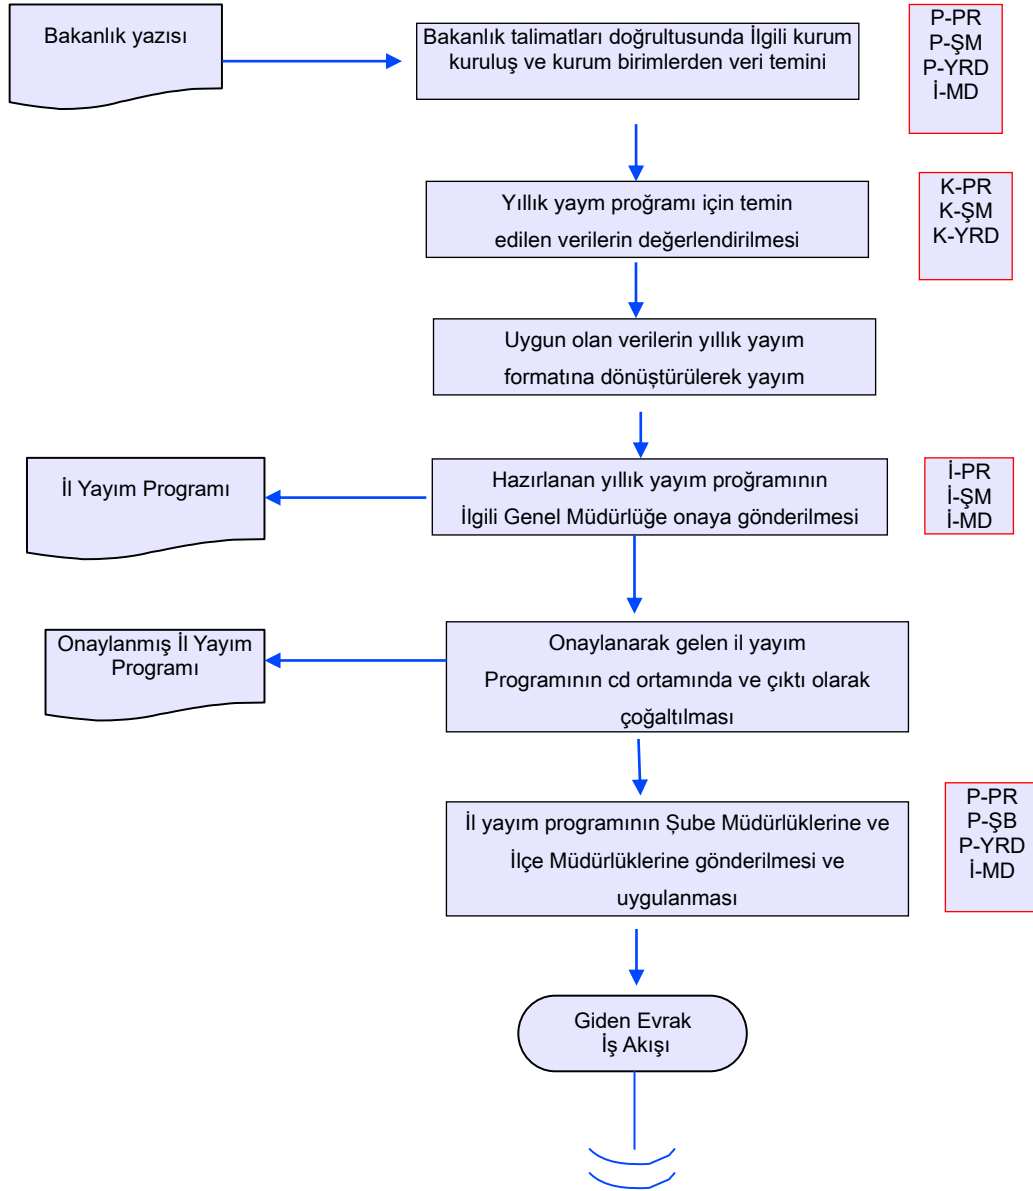 Bakanlık yazısı
Bakanlık talimatları doğrultusunda İlgili kurum
kuruluş ve kurum birimlerden veri temini
P-PR
P-ŞM
P-YRD
İ-MD
Yıllık yaym proğramı için temin
edilen verilerin değerlendirilmesi
K-PR
K-ŞM
K-YRD
Uygun olan verilerin yıllık yayım
formatına dönüştürülerek yayım
İl Yayım Programı
Hazırlanan yıllık yayım proğramının
İlgili Genel Müdürlüğe onaya gönderilmesi
İ-PR
İ-ŞM
İ-MD
Onaylanmış İl Yayım
Programı
Onaylanarak gelen il yayım
Programının cd ortamında ve çıktı olarak
çoğaltılması
İl yayım programının Şube Müdürlüklerine ve
İlçe Müdürlüklerine gönderilmesi ve
uygulanması
P-PR
P-ŞB
P-YRD
İ-MD
Giden Evrak
İş Akışı